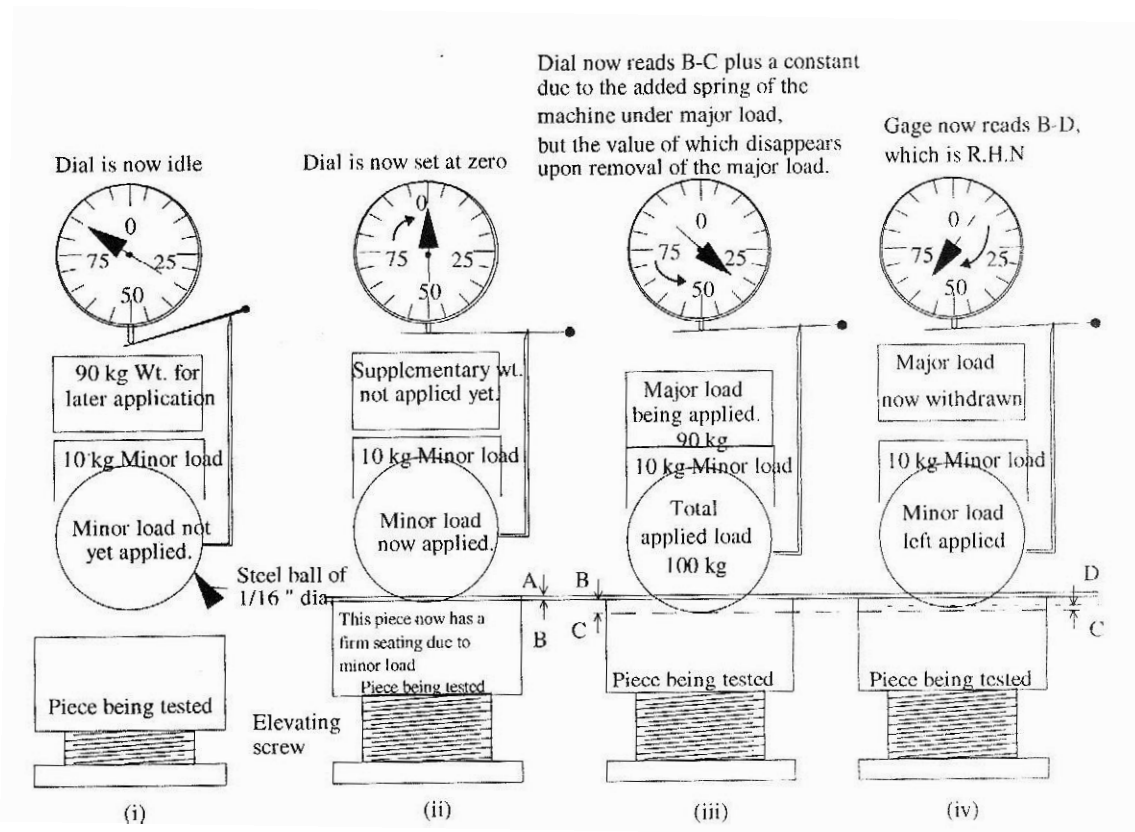 Dial now reads B-C plus a constant
due to the added spring of the
machine under major load,
but the value of which disappears
upon removal of the major load.
Gage now reads B-D,
which is R.H.N
Dial is now idle
Dial is now set at zero
0
75
25
50
0
75
25
50
0
75
25
50
0
75
25
50
90 kg Wt. for
later application
10 kg Minor load
Minor load not
yet applied.
Steel ball of
1/16 " dia
Piece being tested
(i)
Supplementary wt.
not applied yet.
10 kg Minor load
Minor load
now applied.
A
B
This piece now has a
firm seating due to
minor load
Piece being tested
Elevating
screw
(ii)
Major load
being applied.
90 kg
10 kg Minor load
Total
applied load
100 kg
B
C
Piece being tested
(iii)
Major load
now withdrawn
10 kg Minor load
Minor load
left applied
D
C
Piece being tested
(iv)